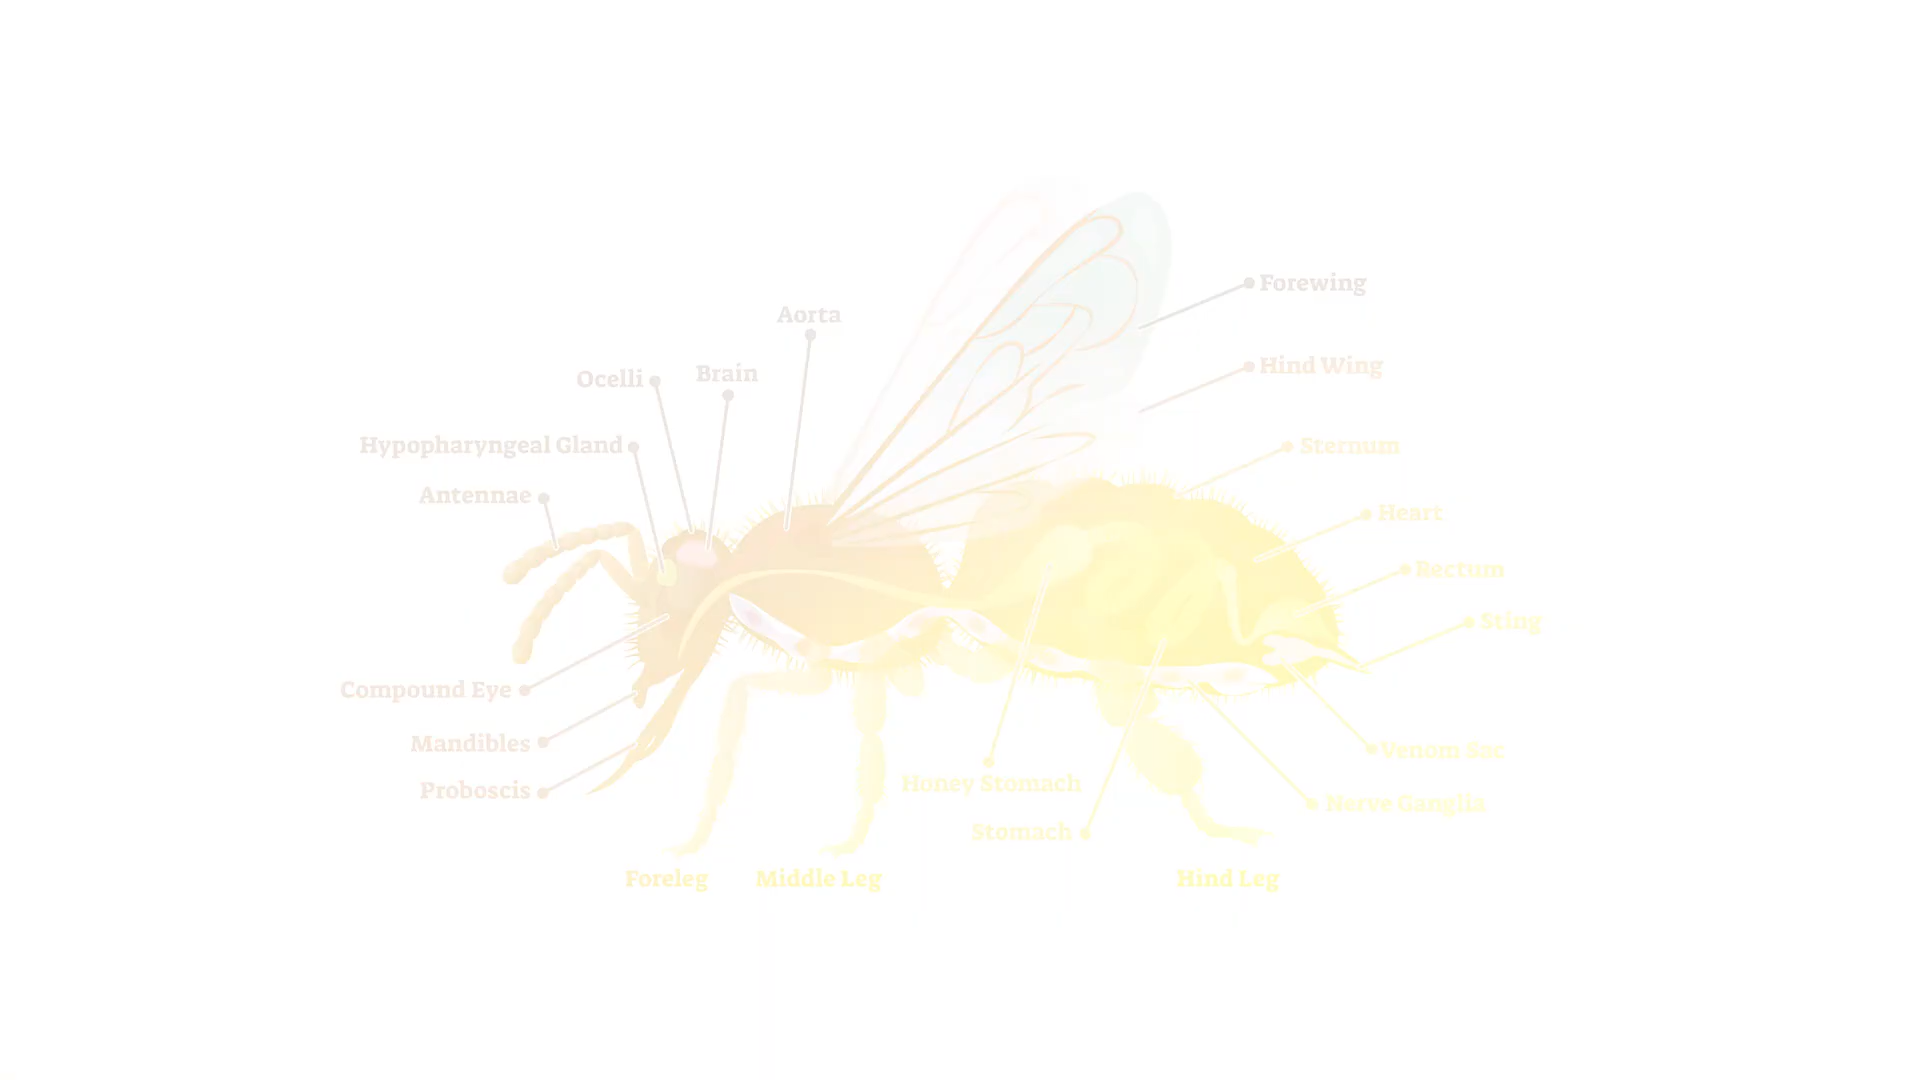 Forewing
Aorta
Hind Wing
Brain
Ocelli
Hypopharyngeal Gland
Sternum
Antennae
Heart
Rectum
Sting
Compound Eye
Mandibles
Venom Sac
Honey Stomach
Proboscis
Nerve Ganglia
Stomach
Foreleg
Middle Leg
Hind Leg